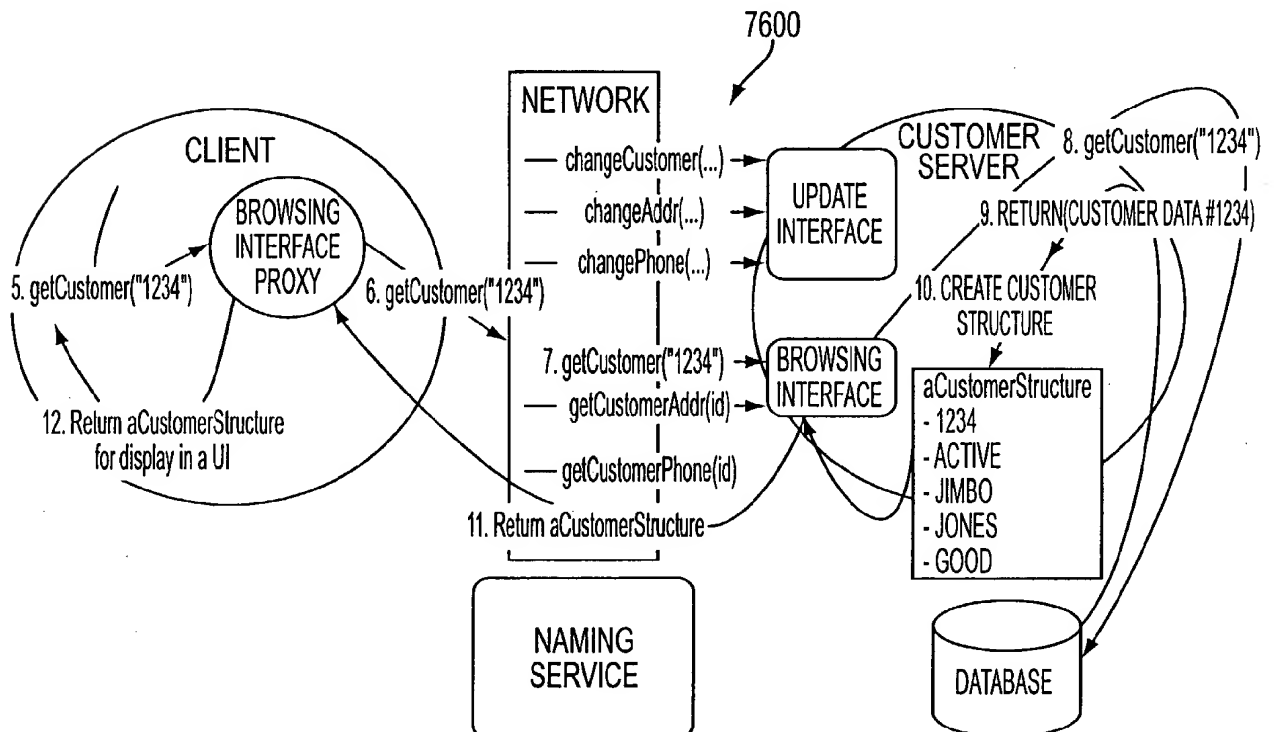 7600
NETWORK
CLIENT
CUSTOMER
SERVER
BROWSING
INTERFACE
PROXY
5. getCustomer("1234")
6. getCustomer("1234")
12. Return aCustomerStructure
for display in a UI
changeCustomer(...)
changeAddr(...)
changePhone(...)
UPDATE
INTERFACE
7. getCustomer("1234")
getCustomerAddr(id)
getCustomerPhone(id)
BROWSING
INTERFACE
8. getCustomer("1234")
9. RETURN(CUSTOMER DATA #1234)
10. CREATE CUSTOMER
STRUCTURE
aCustomerStructure
- 1234
- ACTIVE
- JIMBO
- JONES
- GOOD
11. Return aCustomerStructure
NAMING
SERVICE
DATABASE